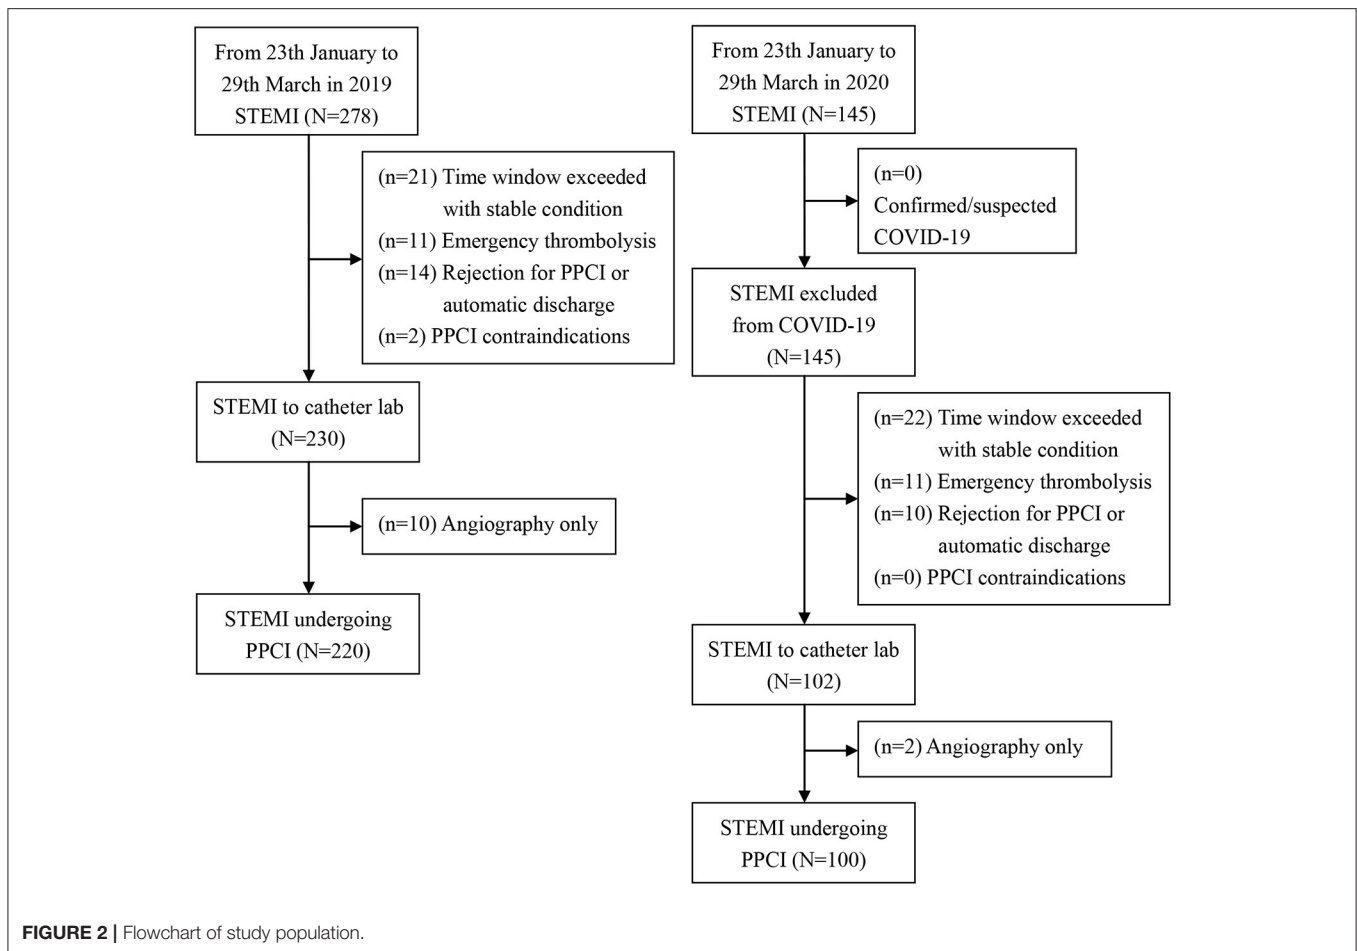 From 23th January to
29th March in 2019
STEMI (N=278)
(n=21) Time window exceeded
with stable condition
(n=11) Emergency thrombolysis
(n=14) Rejection for PPCI or
automatic discharge
(n=2) PPCI contraindications
STEMI to catheter lab
(N=230)
(n=10) Angiography only
STEMI undergoing
PPCI (N=220)
From 23th January to
29th March in 2020
STEMI (N=145)
(n=0)
Confirmed/suspected
COVID-19
STEMI excluded
from COVID-19
(N=145)
(n=22) Time window exceeded
with stable condition
(n=11) Emergency thrombolysis
(n=10) Rejection for PPCI or
automatic discharge
(n=0) PPCI contraindications
STEMI to catheter lab
(N=102)
(n=2) Angiography only
STEMI undergoing
PPCI (N=100)
FIGURE 2 | Flowchart of study population.